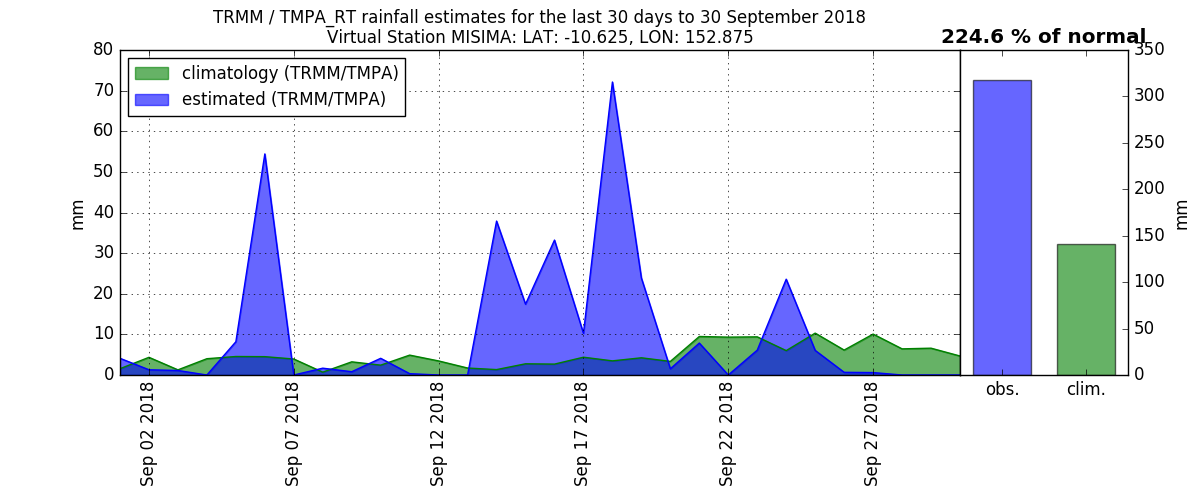 TRMM / TMPA_RT rainfall estimates for the last 30 days to 30 September 2018
Virtual Station MISIMA: LAT: -10.625, LON: 152.875
224.6 % of normal
climatology (TRMM/TMPA)
estimated (TRMM/TMPA)
80
70
60
50
40
30
20
10
0
mm
Sep 02 2018
Sep 07 2018
Sep 12 2018
Sep 17 2018
Sep 22 2018
Sep 27 2018
350
300
250
200
150
100
50
0
mm
obs.
clim.